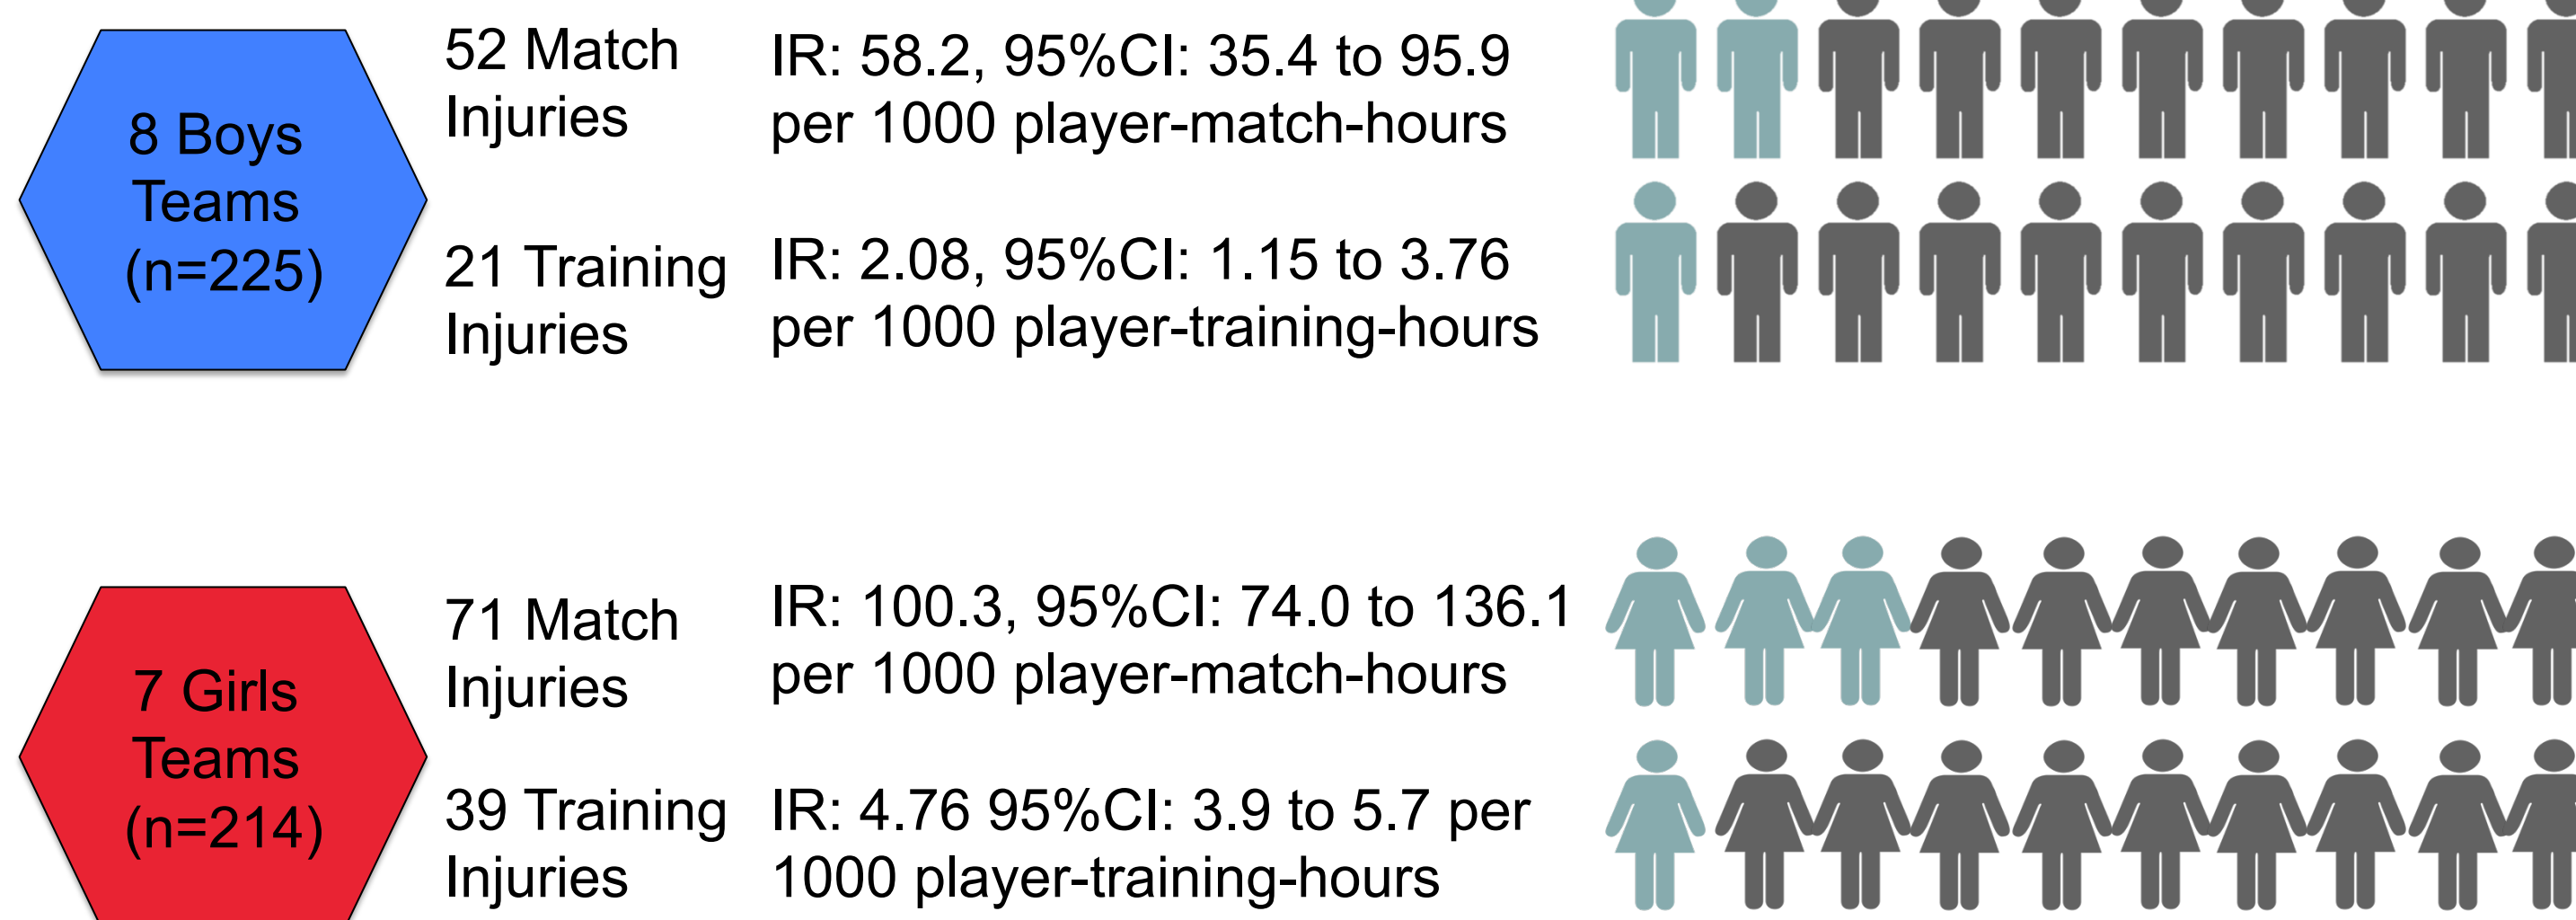 8 Boys
Teams
(n=225)
52 Match
Injuries
IR: 58.2, 95%CI: 35.4 to 95.9
per 1000 player-match-hours
21 Training
Injuries
IR: 2.08, 95%CI: 1.15 to 3.76
per 1000 player-training-hours
7 Girls
Teams
(n=214)
71 Match
Injuries
IR: 100.3, 95%CI: 74.0 to 136.1
per 1000 player-match-hours
39 Training
Injuries
IR: 4.76 95%CI: 3.9 to 5.7 per
1000 player-training-hours